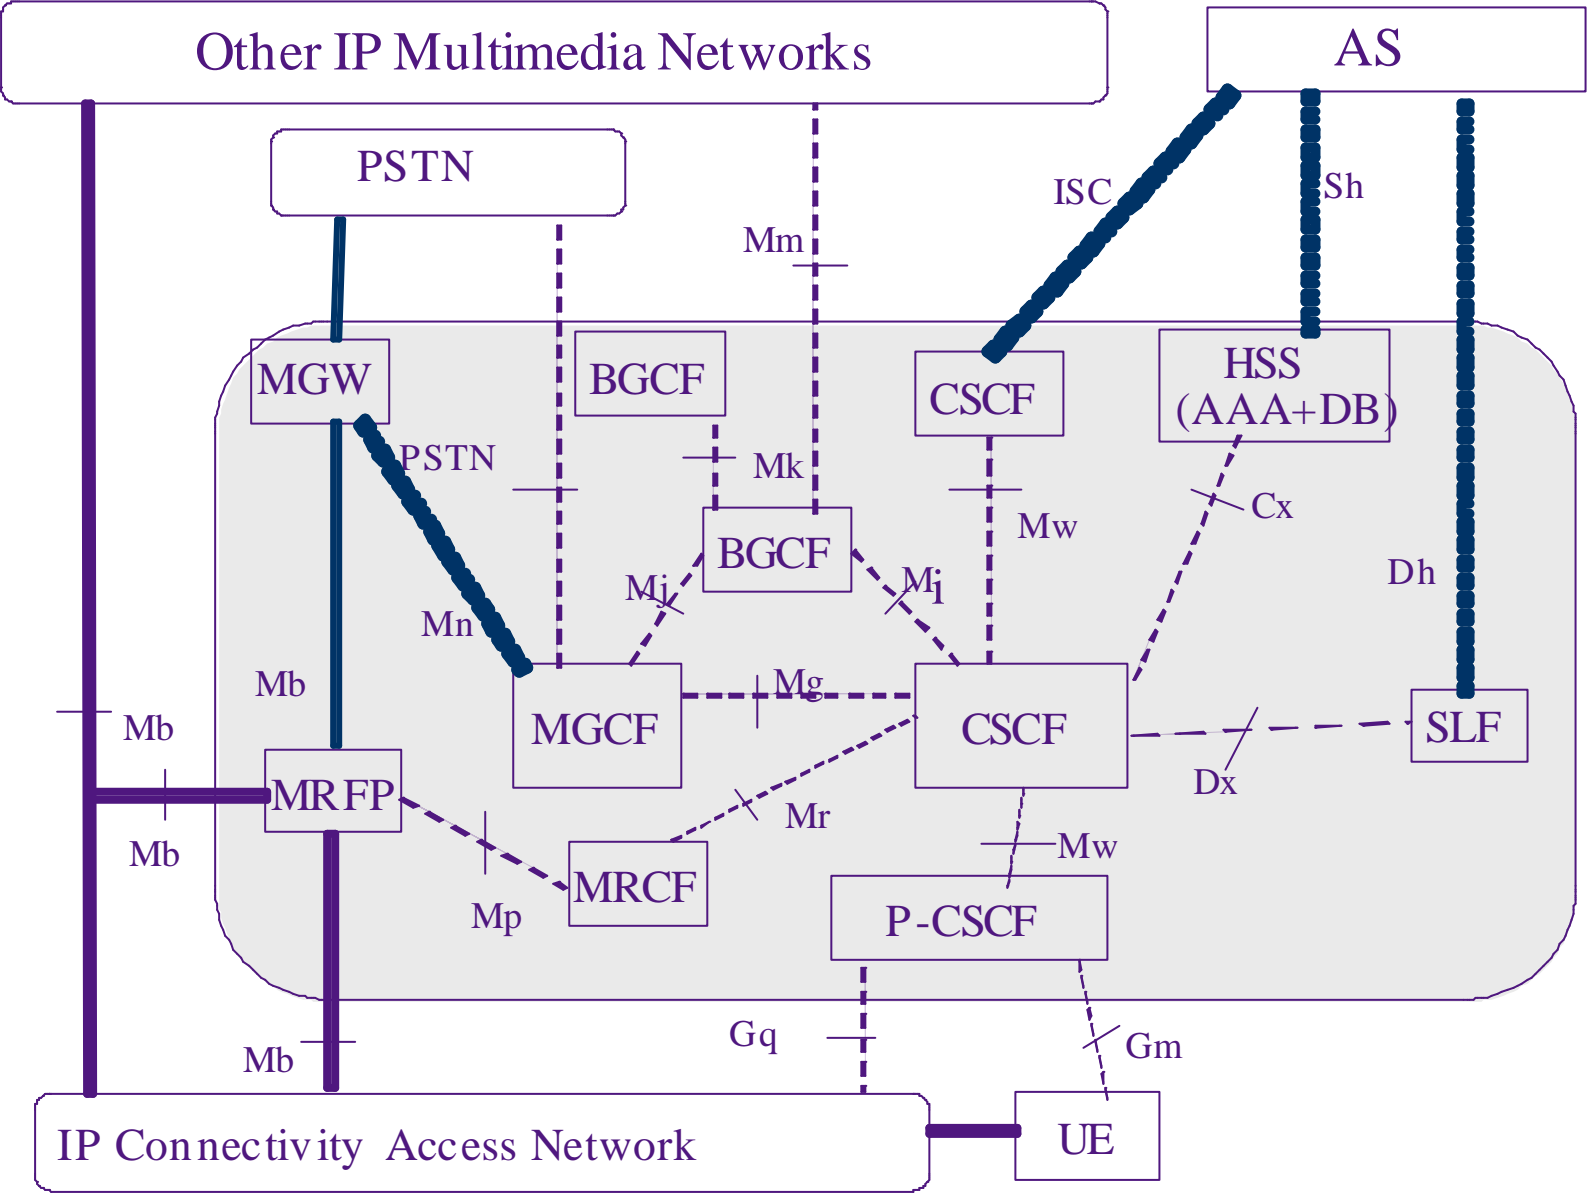 Other IP Multimedia Networks
AS
PSTN
ISC
Sh
Mm
MGW
BGCF
CSCF
HSS
(AAA+DB)
PSTN
Mk
Cx
Mw
BGCF
Dh
Mj
Mi
Mn
Mb
Mg
Mb
MGCF
CSCF
SLF
Dx
MRFP
Mr
Mb
Mw
MRCF
Mp
P-CSCF
Gq
Gm
Mb
IP Connectivity Access Network
UE